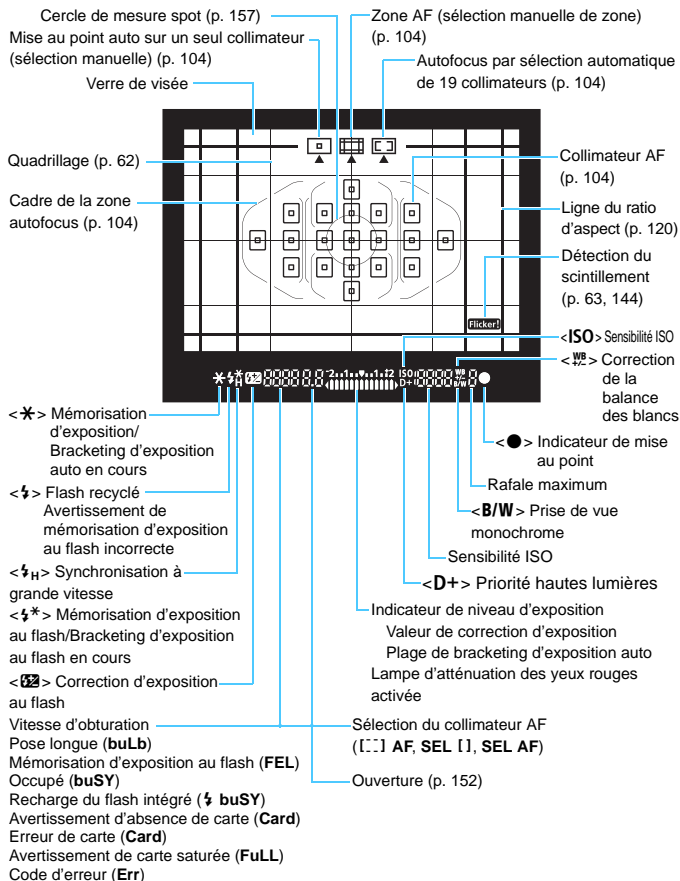 Cercle de mesure spot (p. 157)
Mise au point auto sur un seul collimateur
(sélection manuelle) (p. 104)
Verre de visée
Zone AF (sélection manuelle de zone)
(p. 104)
Autofocus par sélection automatique
de 19 collimateurs (p. 104)
Quadrillage (p. 62)
Cadre de la zone
autofocus (p. 104)
Collimateur AF
(p. 104)
Ligne du ratio
d'aspect (p. 120)
Détection du
scintillement
(p. 63, 144)
Flicker!
<ISO> Sensibilité ISO
<WB+/-> Correction
de la
balance
des blancs
-2..1..▼..1..+2 ISO D+ WB +/- B/W
<✱> Mémorisation
d'exposition/
Bracketing d'exposition
auto en cours
<⚡> Flash recyclé
Avertissement de
mémorisation d'exposition
au flash incorrecte
<⚡H> Synchronisation à
grande vitesse
<⚡*> Mémorisation d'exposition
au flash/Bracketing d'exposition
au flash en cours
<⚡±> Correction d'exposition
au flash
Vitesse d'obturation
Pose longue (buLb)
Mémorisation d'exposition au flash (FEL)
Occupé (buSY)
Recharge du flash intégré (⚡ buSY)
Avertissement d'absence de carte (Card)
Erreur de carte (Card)
Avertissement de carte saturée (FuLL)
Code d'erreur (Err)
<●> Indicateur de mise
au point
Rafale maximum
<B/W> Prise de vue
monochrome
Sensibilité ISO
<D+> Priorité hautes lumières
Indicateur de niveau d'exposition
Valeur de correction d'exposition
Plage de bracketing d'exposition auto
Lampe d'atténuation des yeux rouges
activée
Sélection du collimateur AF
([---] AF, SEL [ ], SEL AF)
Ouverture (p. 152)